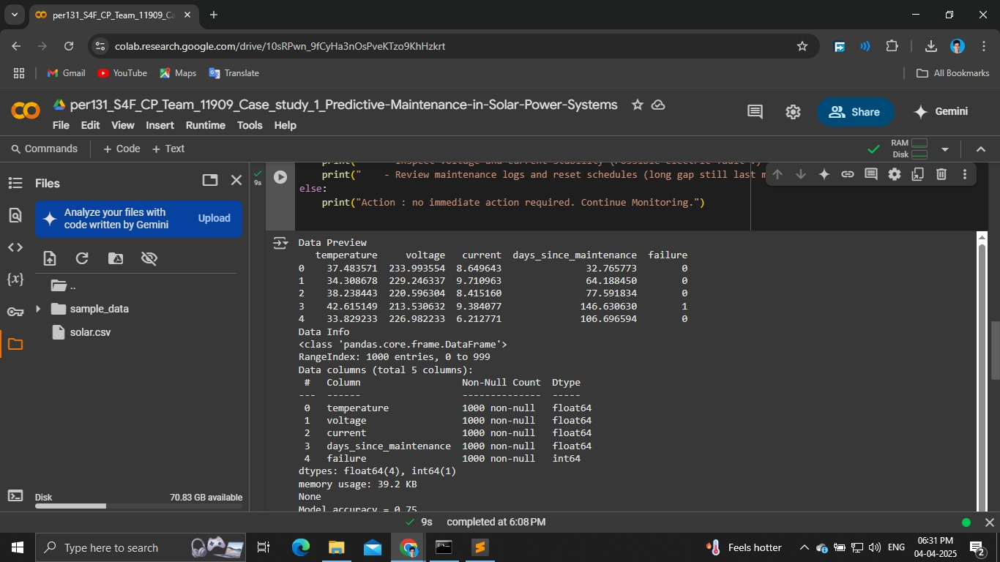 per131_S4F_CP_Team_11909_Ca
colab.research.google.com/drive/10sRPwn_9fCyHa3nOsPveKTzo9KhHzkrt
Gmail YouTube Maps Translate All Bookmarks
per131_S4F_CP_Team_11909_Case_study_1_Predictive-Maintenance-in-Solar-Power-Systems
Share Gemini
File Edit View Insert Runtime Tools Help
Commands + Code + Text RAM
Disk
Files
Analyze your files with
code written by Gemini
Upload
..
sample_data
solar.csv
Disk 70.83 GB available
9s
print(" - Inspect voltage and current stability (Possible Electric fault
print(" - Review maintenance logs and reset schedules (long gap still last m
else:
print("Action : no immediate action required. Continue Monitoring.")
Data Preview
temperature voltage current days_since_maintenance failure
0 37.483571 233.993554 8.649643 32.765773 0
1 34.308678 229.246337 9.710963 64.188450 0
2 38.238443 220.596304 8.415160 77.591834 0
3 42.615149 213.530632 9.384077 146.630630 1
4 33.829233 226.982233 6.212771 106.696594 0
Data Info
<class 'pandas.core.frame.DataFrame'>
RangeIndex: 1000 entries, 0 to 999
Data columns (total 5 columns):
# Column Non-Null Count Dtype
--- ------ -------------- -----
0 temperature 1000 non-null float64
1 voltage 1000 non-null float64
2 current 1000 non-null float64
3 days_since_maintenance 1000 non-null float64
4 failure 1000 non-null int64
dtypes: float64(4), int64(1)
memory usage: 39.2 KB
None
Model accuracy = 0.75
9s completed at 6:08 PM
Type here to search
Feels hotter
ENG
06:31 PM
04-04-2025
2